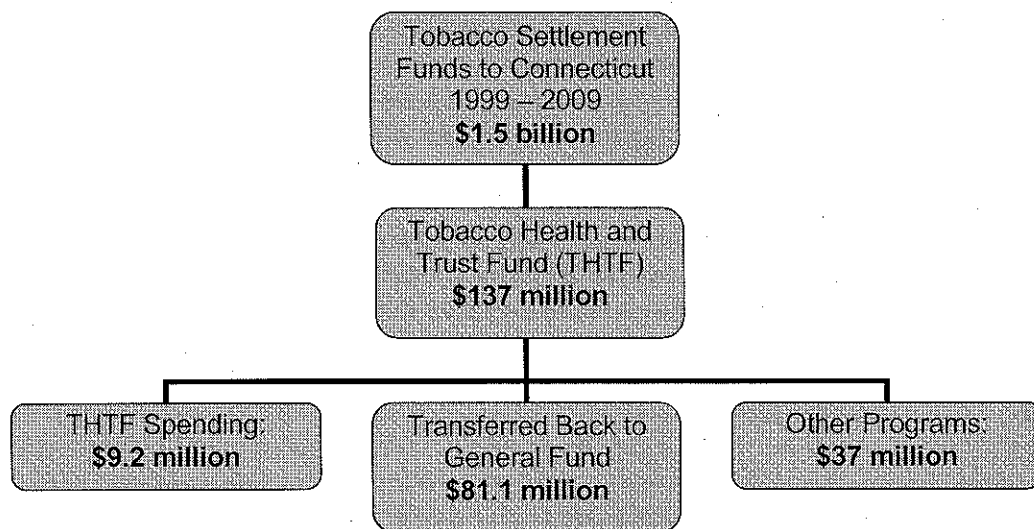 Tobacco Settlement
Funds to Connecticut
1999 – 2009
$1.5 billion
Tobacco Health and
Trust Fund (THTF)
$137 million
THTF Spending:
$9.2 million
Transferred Back to
General Fund
$81.1 million
Other Programs:
$37 million